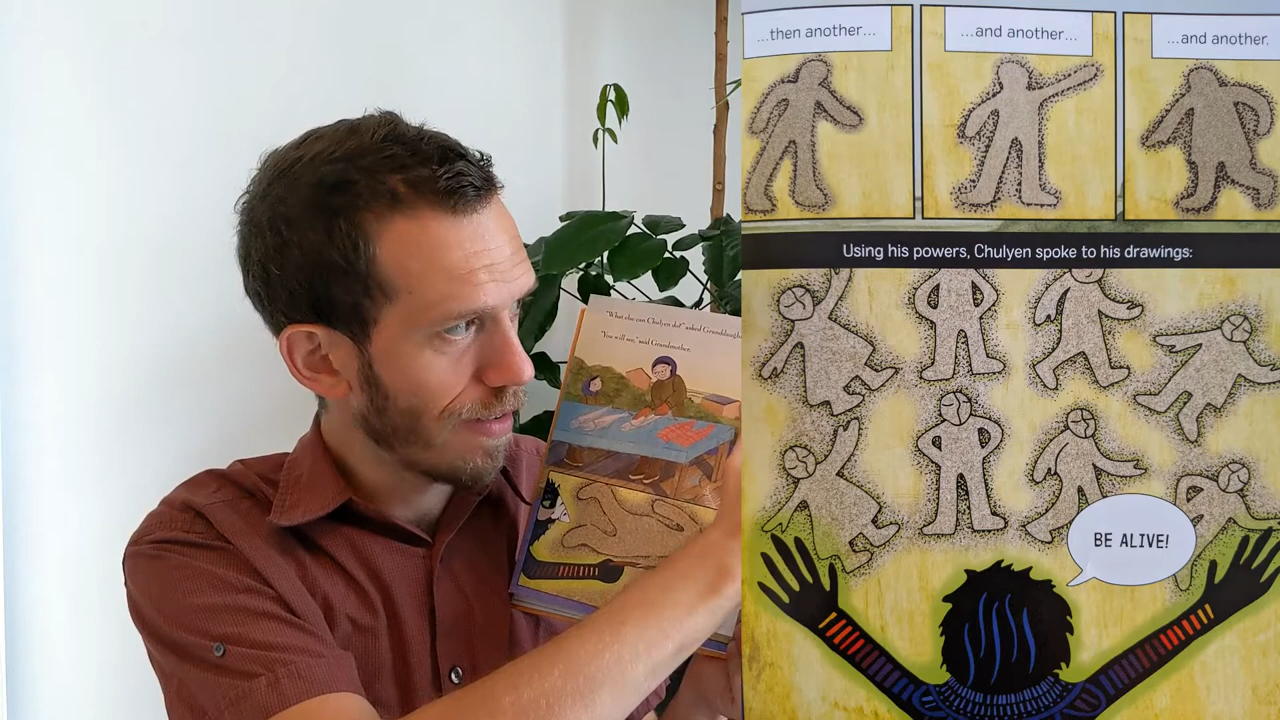 "What else can Chulyen do?" asked Granddaughter
"You will see," said Grandmother.
...then another...
...and another...
...and another.
Using his powers, Chulyen spoke to his drawings:
BE ALIVE!